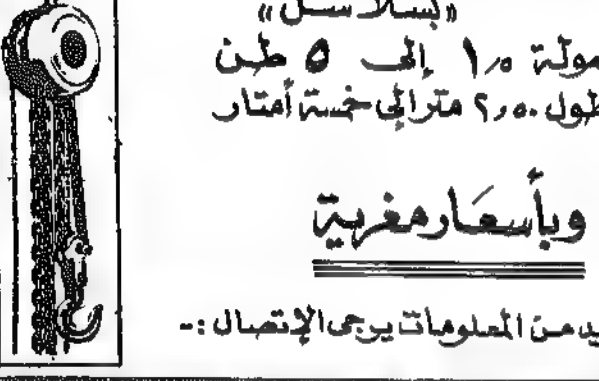 «بسلاسل»
مولة ١٫٥ إلى ٥ طن
طول ٢٫٥٠ متر إلى خمسة أمتار
وبأسعار مغرية
يد من المعلومات يرجى الإتصال :-